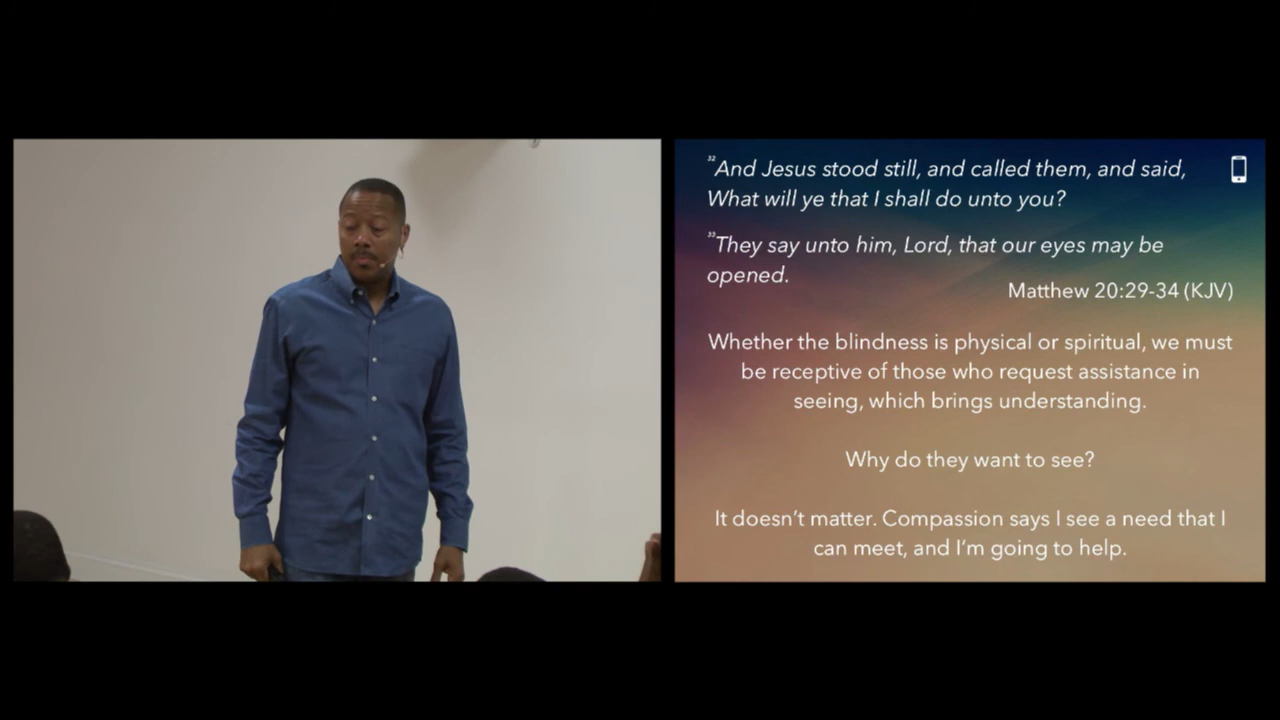 32And Jesus stood still, and called them, and said,
What will ye that I shall do unto you?
33They say unto him, Lord, that our eyes may be
opened.
Matthew 20:29-34 (KJV)
Whether the blindness is physical or spiritual, we must
be receptive of those who request assistance in
seeing, which brings understanding.
Why do they want to see?
It doesn't matter. Compassion says I see a need that I
can meet, and I'm going to help.